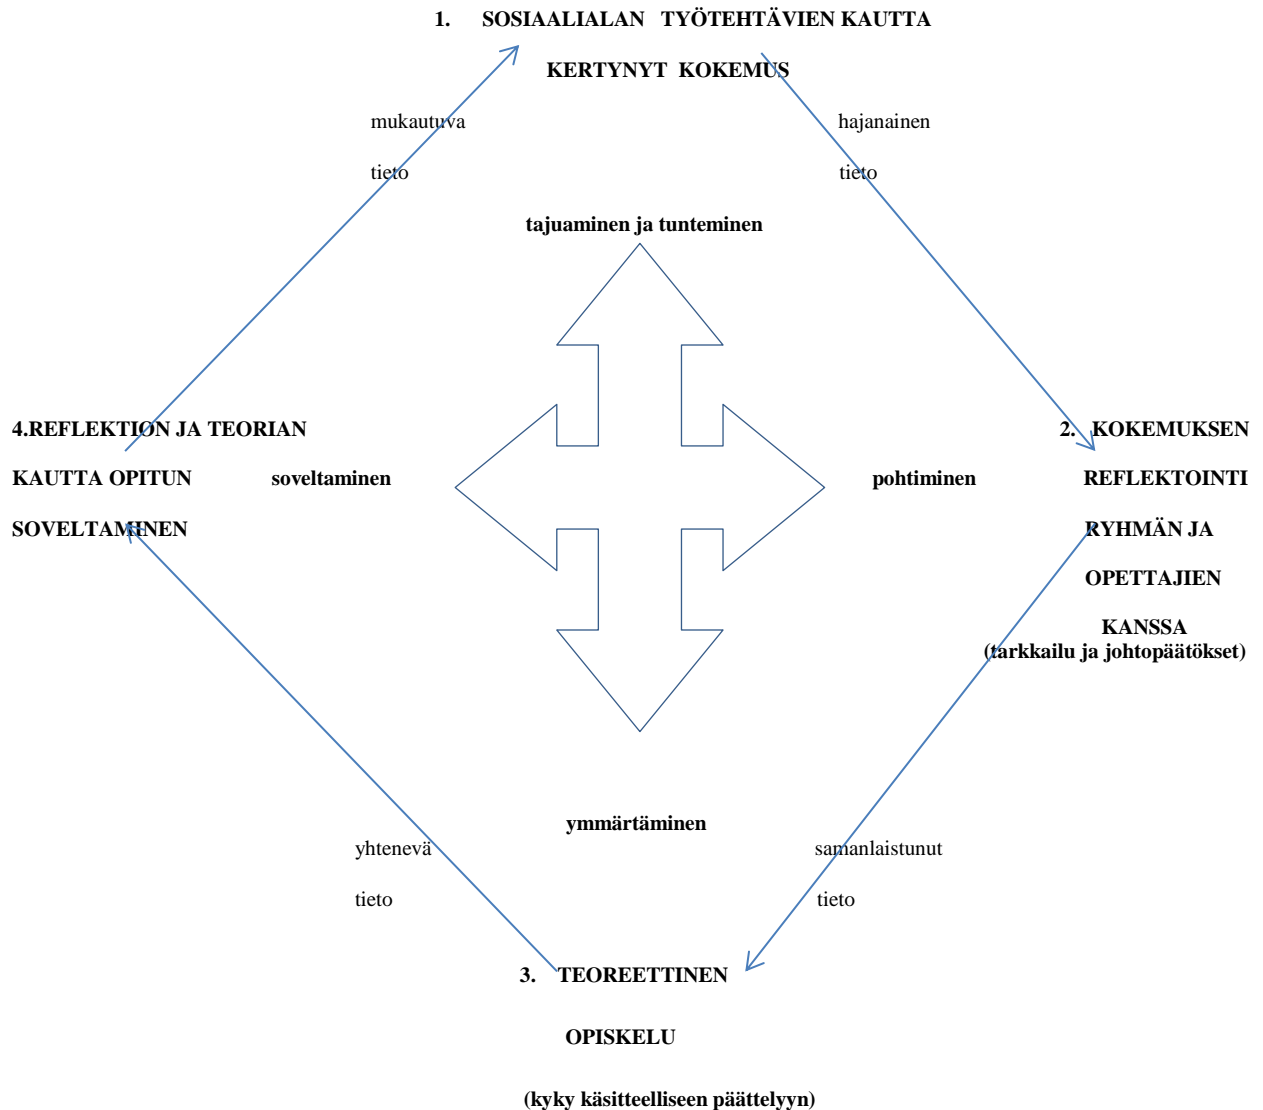 1. SOSIAALIALAN TYÖTEHTÄVIEN KAUTTA
KERTYNYT KOKEMUS
mukautuva
tieto
hajanainen
tieto
tajuaminen ja tunteminen
4.REFLEKTION JA TEORIAN
KAUTTA OPITUN
SOVELTAMINEN
soveltaminen
pohtiminen
2. KOKEMUKSEN
REFLEKTOINTI
RYHMÄN JA
OPETTAJIEN
KANSSA
(tarkkailu ja johtopäätökset)
ymmärtäminen
yhtenevä
tieto
samanlaistunut
tieto
3. TEOREETTINEN
OPISKELU
(kyky käsitteelliseen päättelyyn)